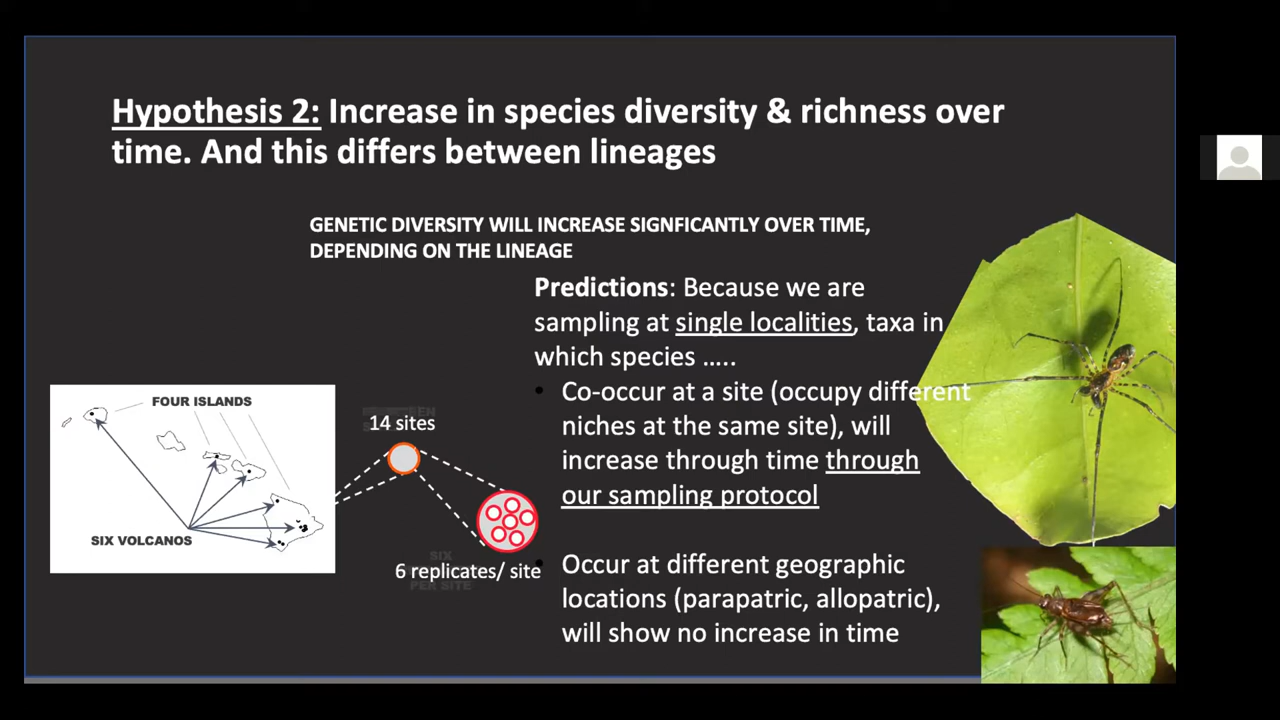 Hypothesis 2: Increase in species diversity & richness over
time. And this differs between lineages
GENETIC DIVERSITY WILL INCREASE SIGNFICANTLY OVER TIME,
DEPENDING ON THE LINEAGE
Predictions: Because we are
sampling at single localities, taxa in
which species …..
• Co-occur at a site (occupy different
niches at the same site), will
increase through time through
our sampling protocol
• Occur at different geographic
locations (parapatric, allopatric),
will show no increase in time
FOUR ISLANDS
SIX VOLCANOS
14 sites
6 replicates/ site
SIX
PER SITE